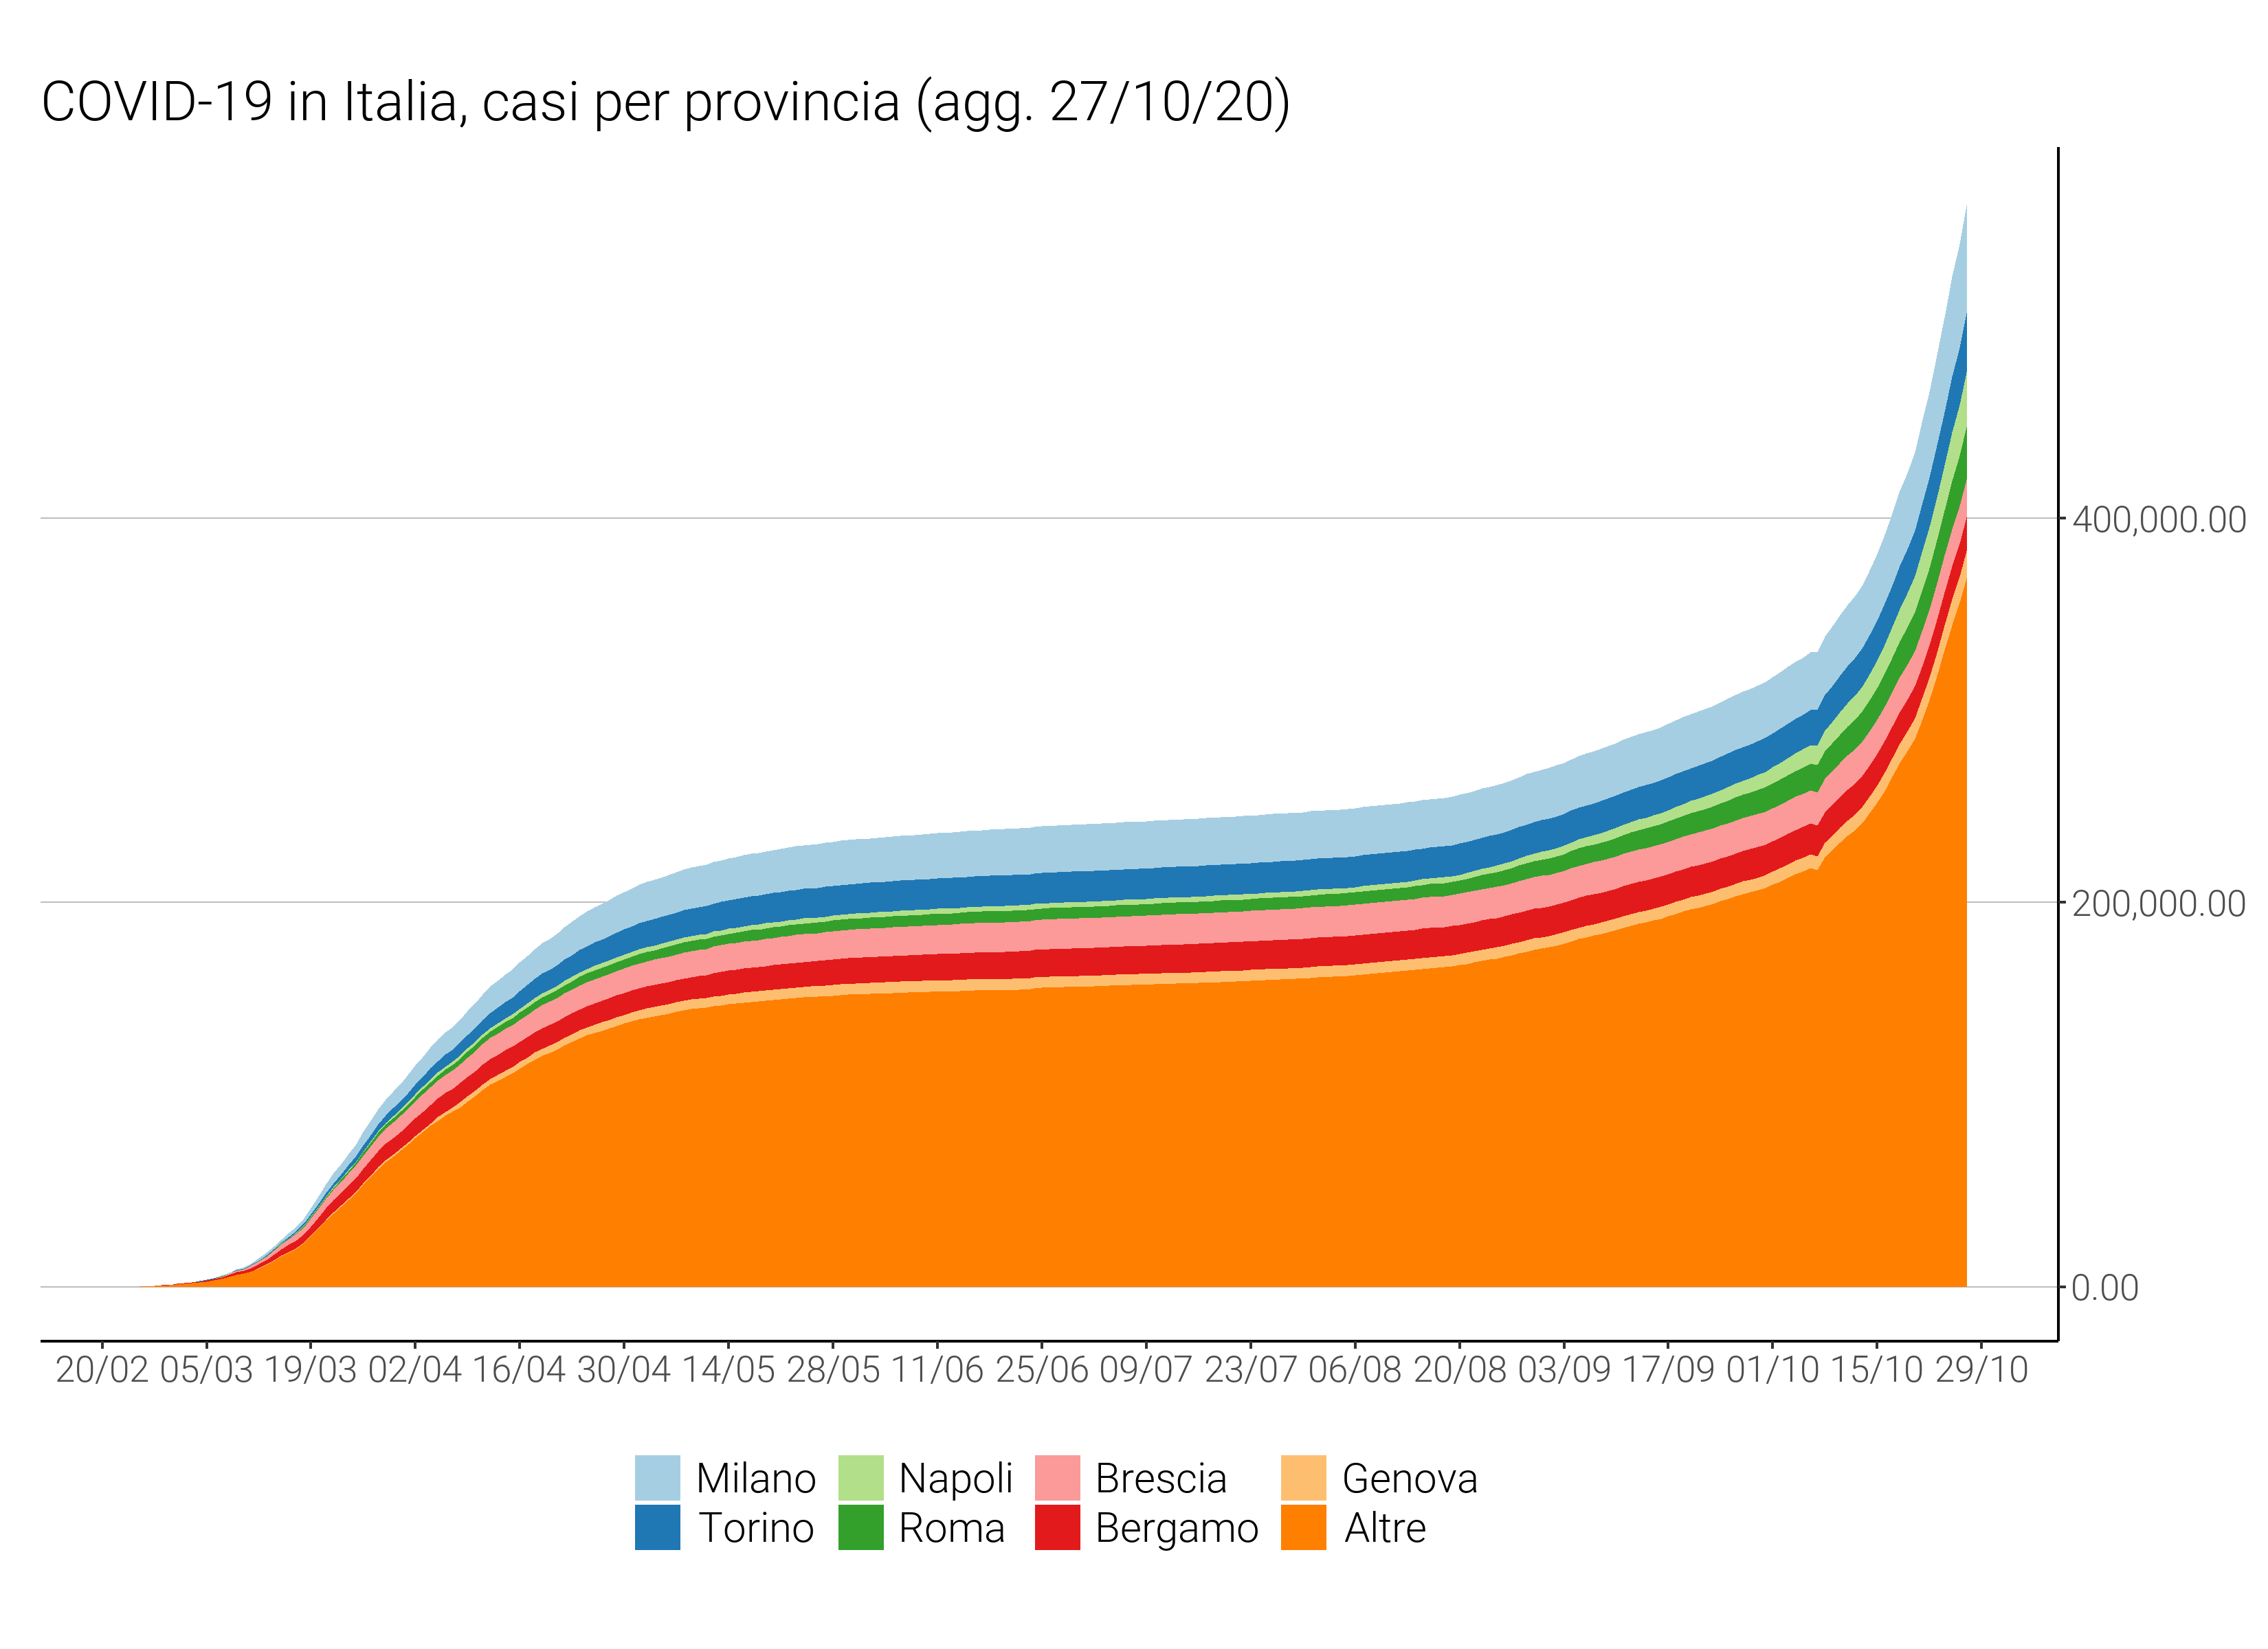 COVID-19 in Italia, casi per provincia (agg. 27/10/20)
400,000.00
200,000.00
0.00
20/02 05/03 19/03 02/04 16/04 30/04 14/05 28/05 11/06 25/06 09/07 23/07 06/08 20/08 03/09 17/09 01/10 15/10 29/10
Milano Napoli Brescia Genova
Torino Roma Bergamo Altre